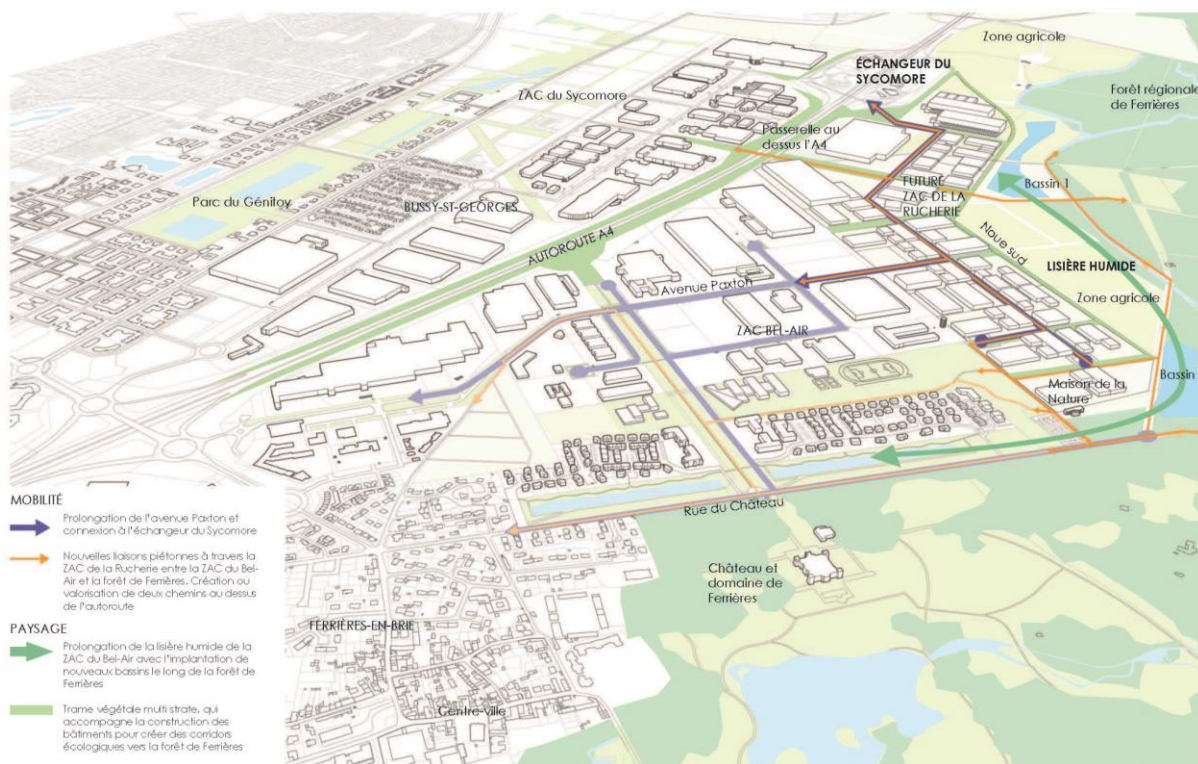 Zone agricole
ÉCHANGEUR DU
SYCOMORE
Forêt régionale
de Ferrières
ZAC du Sycomore
Passerelle au
dessus l'A4
Parc du Génitoy
BUSSY-ST-GEORGES
FUTURE
ZAC DE LA
RUCHERIE
Bassin 1
AUTOROUTE A4
Noue sud
LISIÈRE HUMIDE
Avenue Paxton
Zone agricole
ZAC BEL-AIR
Bassin
Maison de la
Nature
Rue du Château
Château et
domaine de
Ferrières
FERRIÈRES-EN-BRIE
Centre-ville
MOBILITÉ
Prolongation de l'avenue Paxton et
connexion à l'échangeur du Sycomore
Nouvelles liaisons piétonnes à travers la
ZAC de la Rucherie entre la ZAC du Bel-
Air et la forêt de Ferrières. Création ou
valorisation de deux chemins au dessus
de l'autoroute
PAYSAGE
Prolongation de la lisière humide de la
ZAC du Bel-Air avec l'implantation de
nouveaux bassins le long de la forêt de
Ferrières
Trame végétale multi strate, qui
accompagne la construction des
bâtiments pour créer des corridors
écologiques vers la forêt de Ferrières